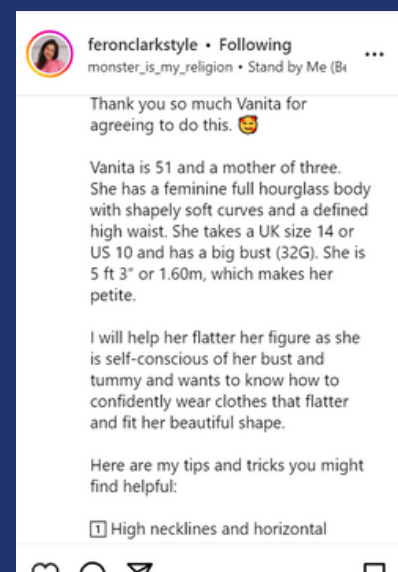 feronclarkstyle • Following
monster_is_my_religion • Stand by Me (Be
Thank you so much Vanita for
agreeing to do this. 🥰
Vanita is 51 and a mother of three.
She has a feminine full hourglass body
with shapely soft curves and a defined
high waist. She takes a UK size 14 or
US 10 and has a big bust (32G). She is
5 ft 3” or 1.60m, which makes her
petite.
I will help her flatter her figure as she
is self-conscious of her bust and
tummy and wants to know how to
confidently wear clothes that flatter
and fit her beautiful shape.
Here are my tips and tricks you might
find helpful:
1️⃣ High necklines and horizontal